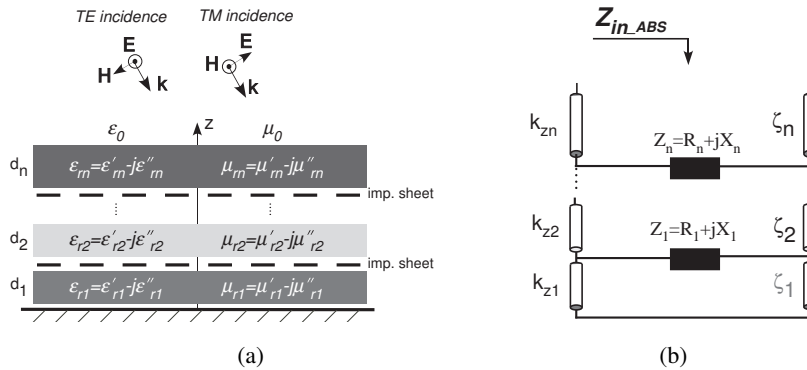 TE incidence
TM incidence
E
H
k
E
H
k
ε0
z
μ0
dn
εrn=ε′rn-jε″rn
μrn=μ′rn-jμ″rn
imp. sheet
d2
εr2=ε′r2-jε″r2
μr2=μ′r2-jμ″r2
imp. sheet
d1
εr1=ε′r1-jε″r1
μr1=μ′r1-jμ″r1
(a)
Zin_ABS
kzn
Zn=Rn+jXn
ζn
kz2
Z1=R1+jX1
ζ2
kz1
ζ1
(b)